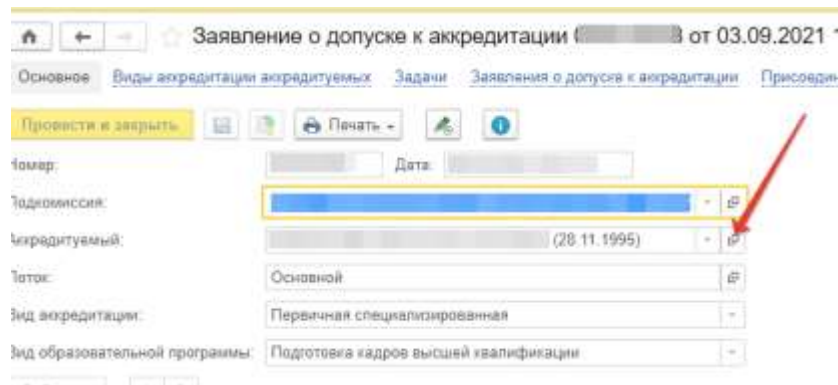 Заявление о допуске к аккредитации ( от 03.09.2021 1
Основное Виды аккредитации аккредитуемых Задачи Заявления о допуске к аккредитации Присоедин
Провести и закрыть Печать
Номер: Дата:
Подкомиссия:
Аккредитуемый: (28.11.1995)
Поток: Основной
Вид аккредитации: Первичная специализированная
Вид образовательной программы: Подготовка кадров высшей квалификации